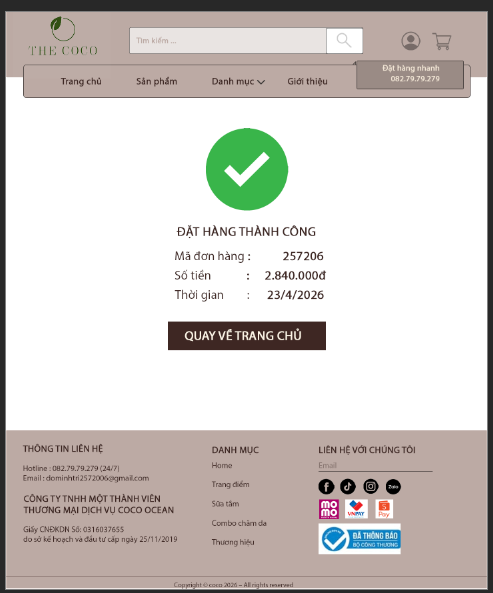 THE COCO
Tìm kiếm ...
Đặt hàng nhanh
082.79.79.279
Trang chủ Sản phẩm Danh mục Giới thiệu
ĐẶT HÀNG THÀNH CÔNG
Mã đơn hàng : 257206
Số tiền : 2.840.000đ
Thời gian : 23/4/2026
QUAY VỀ TRANG CHỦ
THÔNG TIN LIÊN HỆ
Hotline : 082.79.79.279 (24/7)
Email : dominhtri2572006@gmail.com
CÔNG TY TNHH MỘT THÀNH VIÊN
THƯƠNG MẠI DỊCH VỤ COCO OCEAN
Giấy CNĐKDN Số: 0316037655
do sở kế hoạch và đầu tư cấp ngày 25/11/2019
DANH MỤC
Home
Trang điểm
Sữa tắm
Combo chăm da
Thương hiệu
LIÊN HỆ VỚI CHÚNG TÔI
Email
Zalo
MOMO
VNPAY
S Pay
ĐÃ THÔNG BÁO
BỘ CÔNG THƯƠNG
Copyright © coco 2026 – All rights reserved